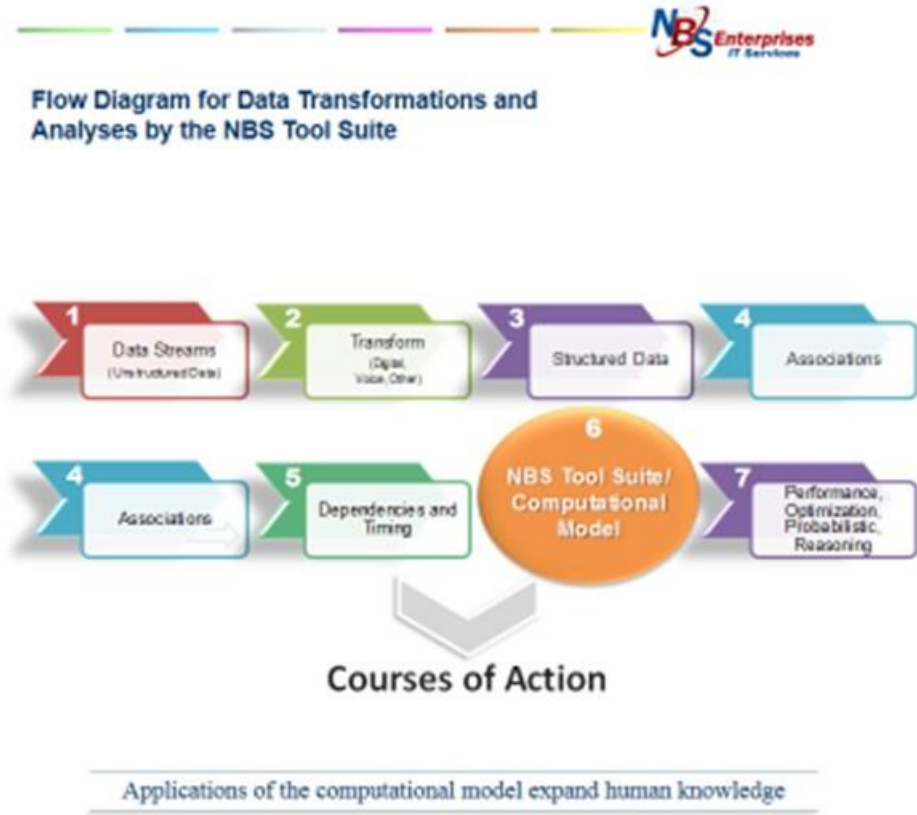 NBS Enterprises
IT Services
Flow Diagram for Data Transformations and
Analyses by the NBS Tool Suite
1
Data Streams
(Unstructured Data)
2
Transform
(Digital,
Voice, Other)
3
Structured Data
4
Associations
4
Associations
5
Dependencies and
Timing
6
NBS Tool Suite/
Computational
Model
7
Performance,
Optimization,
Probabilistic,
Reasoning
Courses of Action
Applications of the computational model expand human knowledge